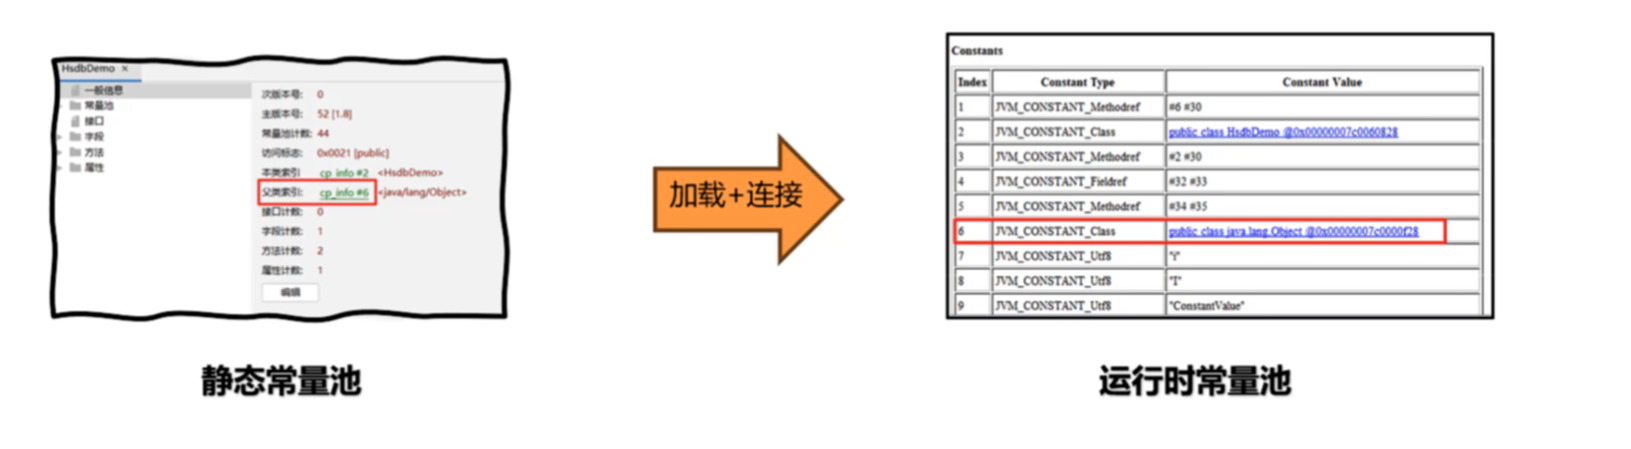 HsdbDemo ×
一般信息
常量池
接口
字段
方法
属性
次版本号: 0
主版本号: 52 [1.8]
常量池计数: 44
访问标志: 0x0021 [public]
本类索引 cp_info #2 <HsdbDemo>
父类索引: cp_info #6 <java/lang/Object>
接口计数: 0
字段计数: 1
方法计数: 2
属性计数: 1
编辑
静态常量池
加载+连接
Constants
Index Constant Type Constant Value
1 JVM_CONSTANT_Methodref #6 #30
2 JVM_CONSTANT_Class public class HsdbDemo @0x00000007c0060828
3 JVM_CONSTANT_Methodref #2 #30
4 JVM_CONSTANT_Fieldref #32 #33
5 JVM_CONSTANT_Methodref #34 #35
6 JVM_CONSTANT_Class public class java.lang.Object @0x00000007c0000f28
7 JVM_CONSTANT_Utf8 "i"
8 JVM_CONSTANT_Utf8 "I"
9 JVM_CONSTANT_Utf8 "ConstantValue"
运行时常量池